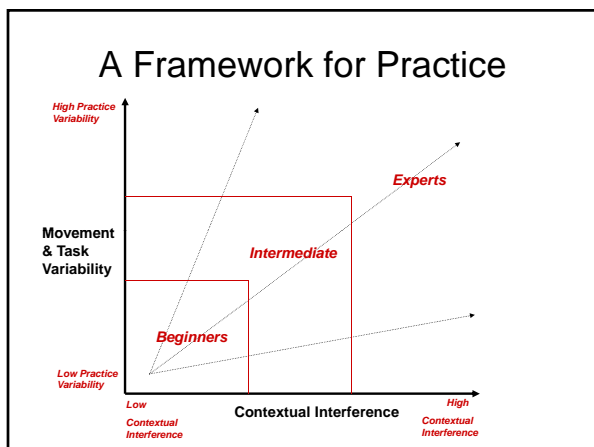 A Framework for Practice
High Practice
Variability
Experts
Movement
& Task
Variability
Intermediate
Beginners
Low Practice
Variability
Low
Contextual
Interference
Contextual Interference
High
Contextual
Interference